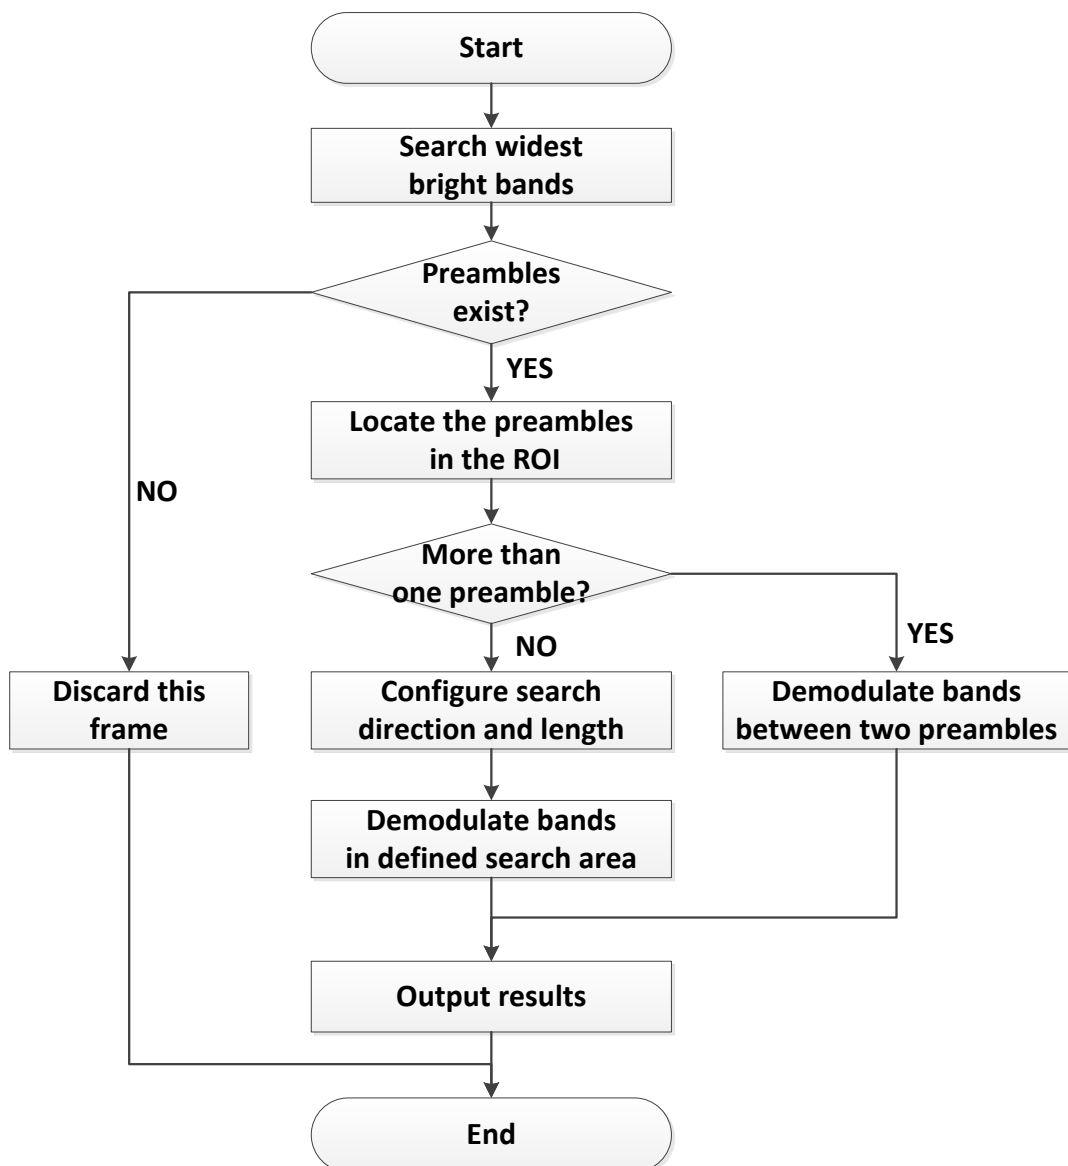 Start
Search widest
bright bands
Preambles
exist?
YES
Locate the preambles
in the ROI
NO
More than
one preamble?
NO
YES
Discard this
frame
Configure search
direction and length
Demodulate bands
between two preambles
Demodulate bands
in defined search area
Output results
End